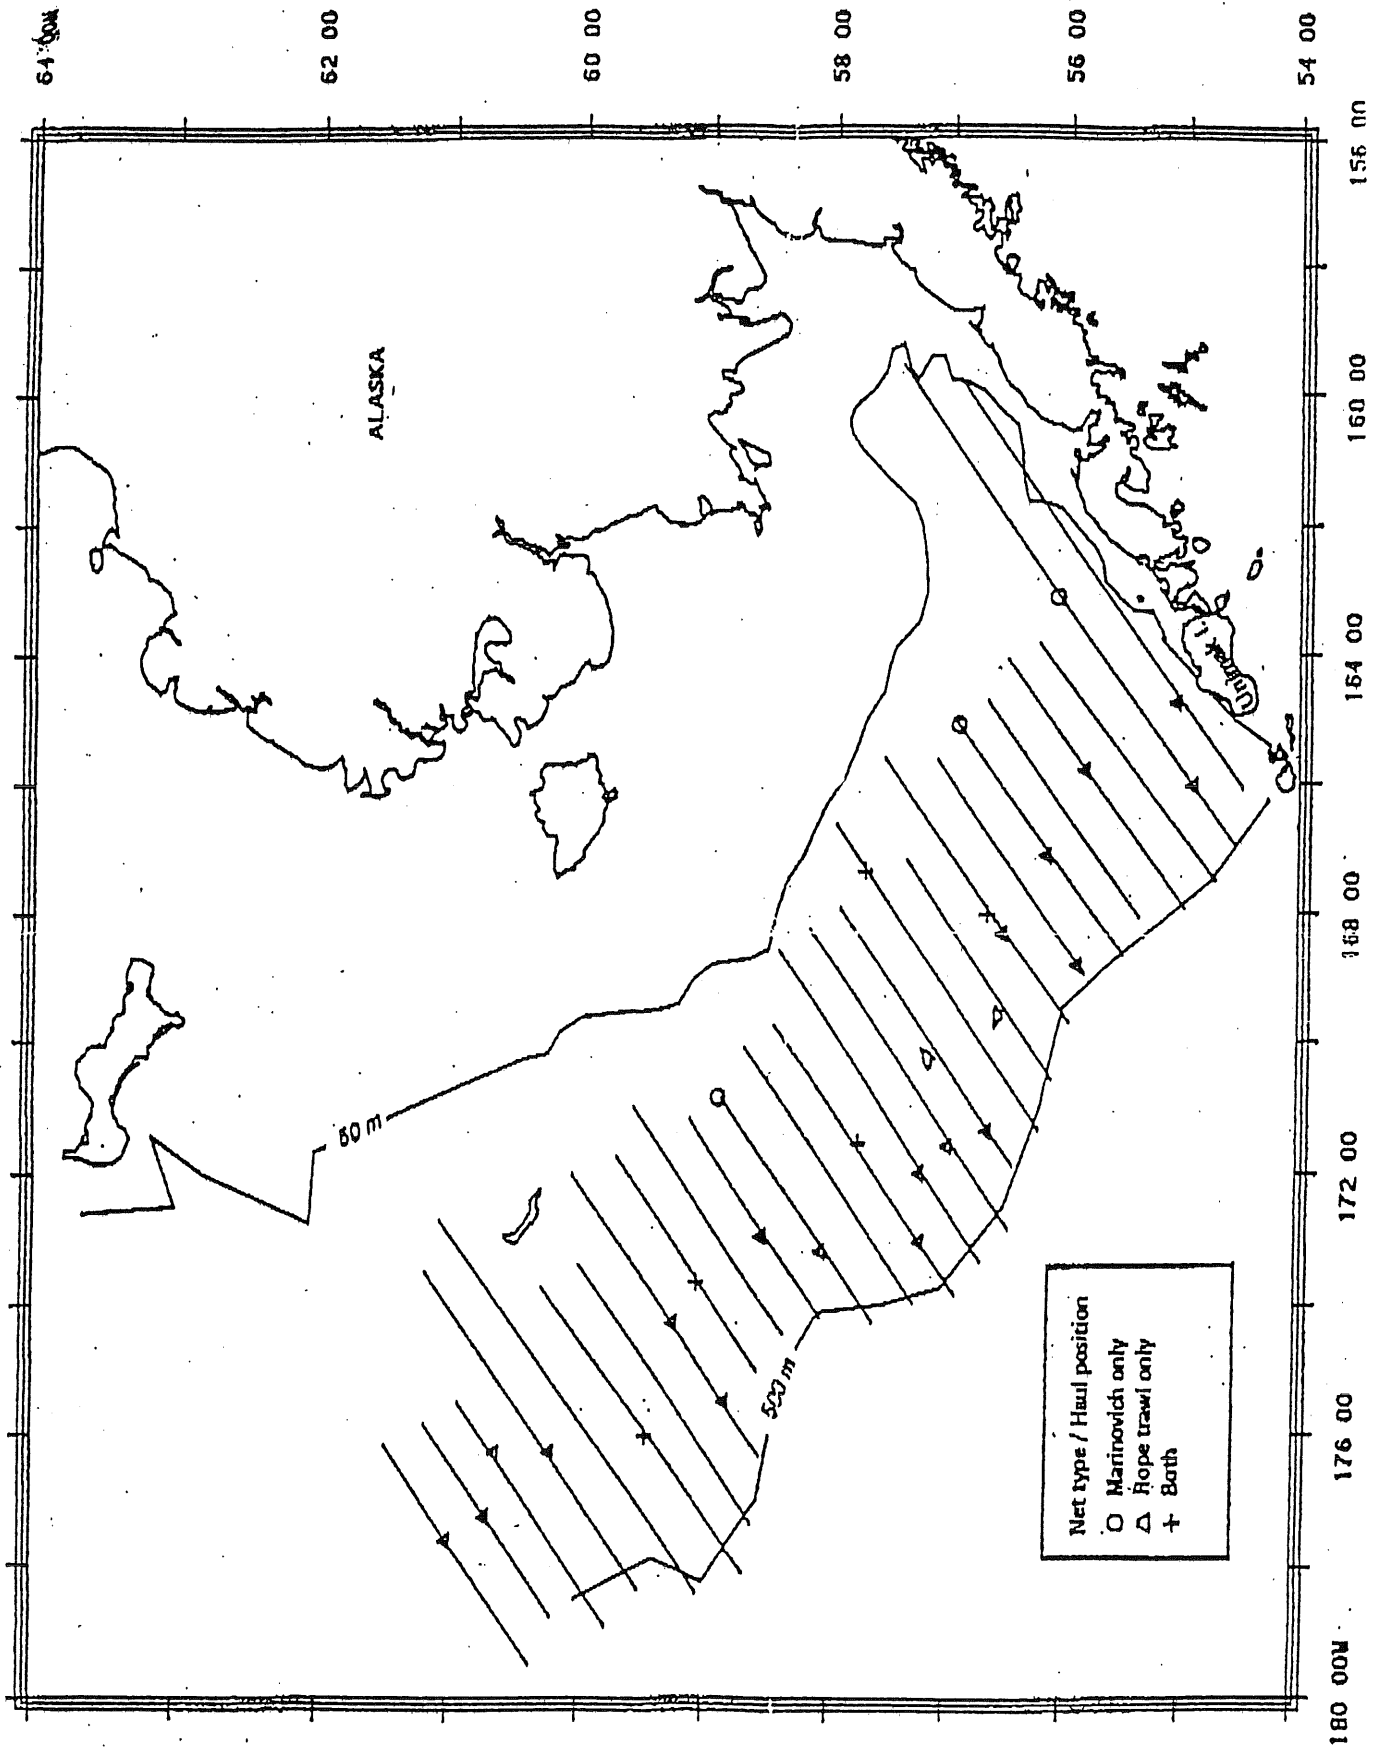 64 00N
62 00
60 00
58 00
56 00
54 00
ALASKA
50 m
500 m
Unimak I.
Net type / Haul position
O Marinovich only
△ Rope trawl only
+ Both
180 00W
176 00
172 00
168 00
164 00
160 00
156 00